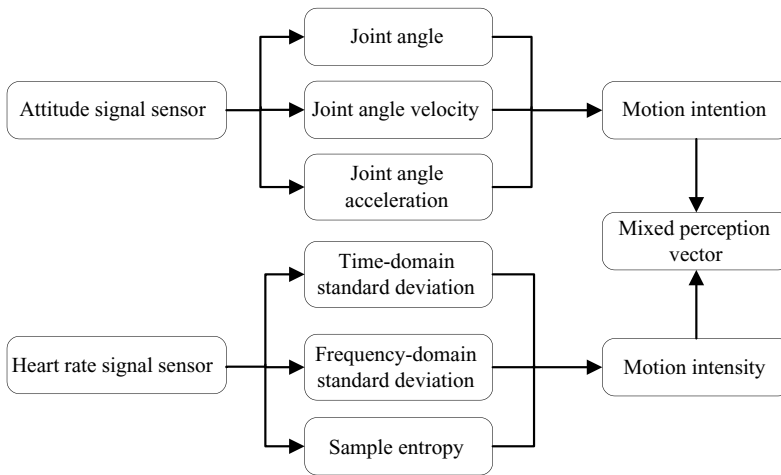 Joint angle
Attitude signal sensor
Joint angle velocity
Motion intention
Joint angle
acceleration
Mixed perception
vector
Time-domain
standard deviation
Heart rate signal sensor
Frequency-domain
standard deviation
Motion intensity
Sample entropy